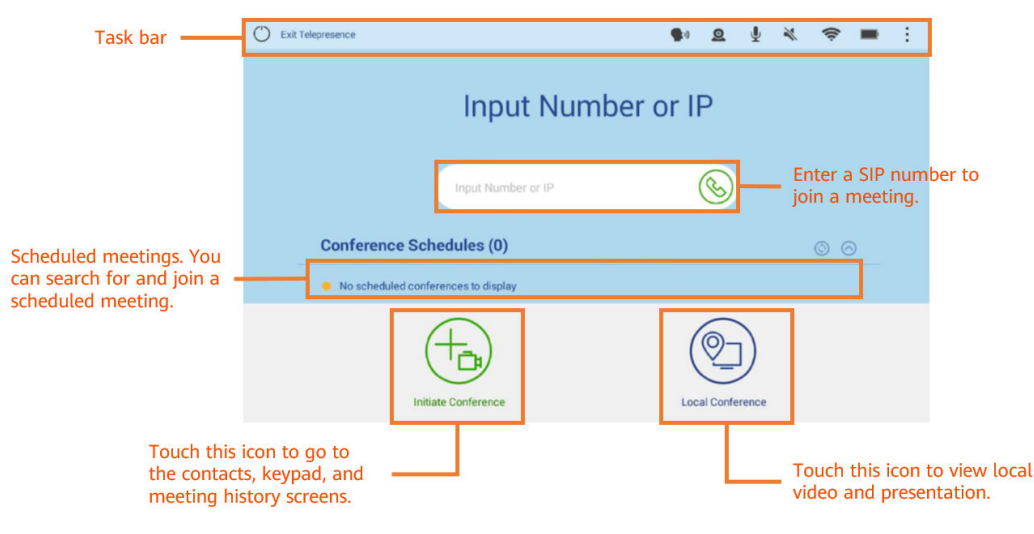 Task bar
Exit Telepresence
Input Number or IP
Input Number or IP
Enter a SIP number to
join a meeting.
Conference Schedules (0)
Scheduled meetings. You
can search for and join a
scheduled meeting.
No scheduled conferences to display
Initiate Conference
Local Conference
Touch this icon to go to
the contacts, keypad, and
meeting history screens.
Touch this icon to view local
video and presentation.